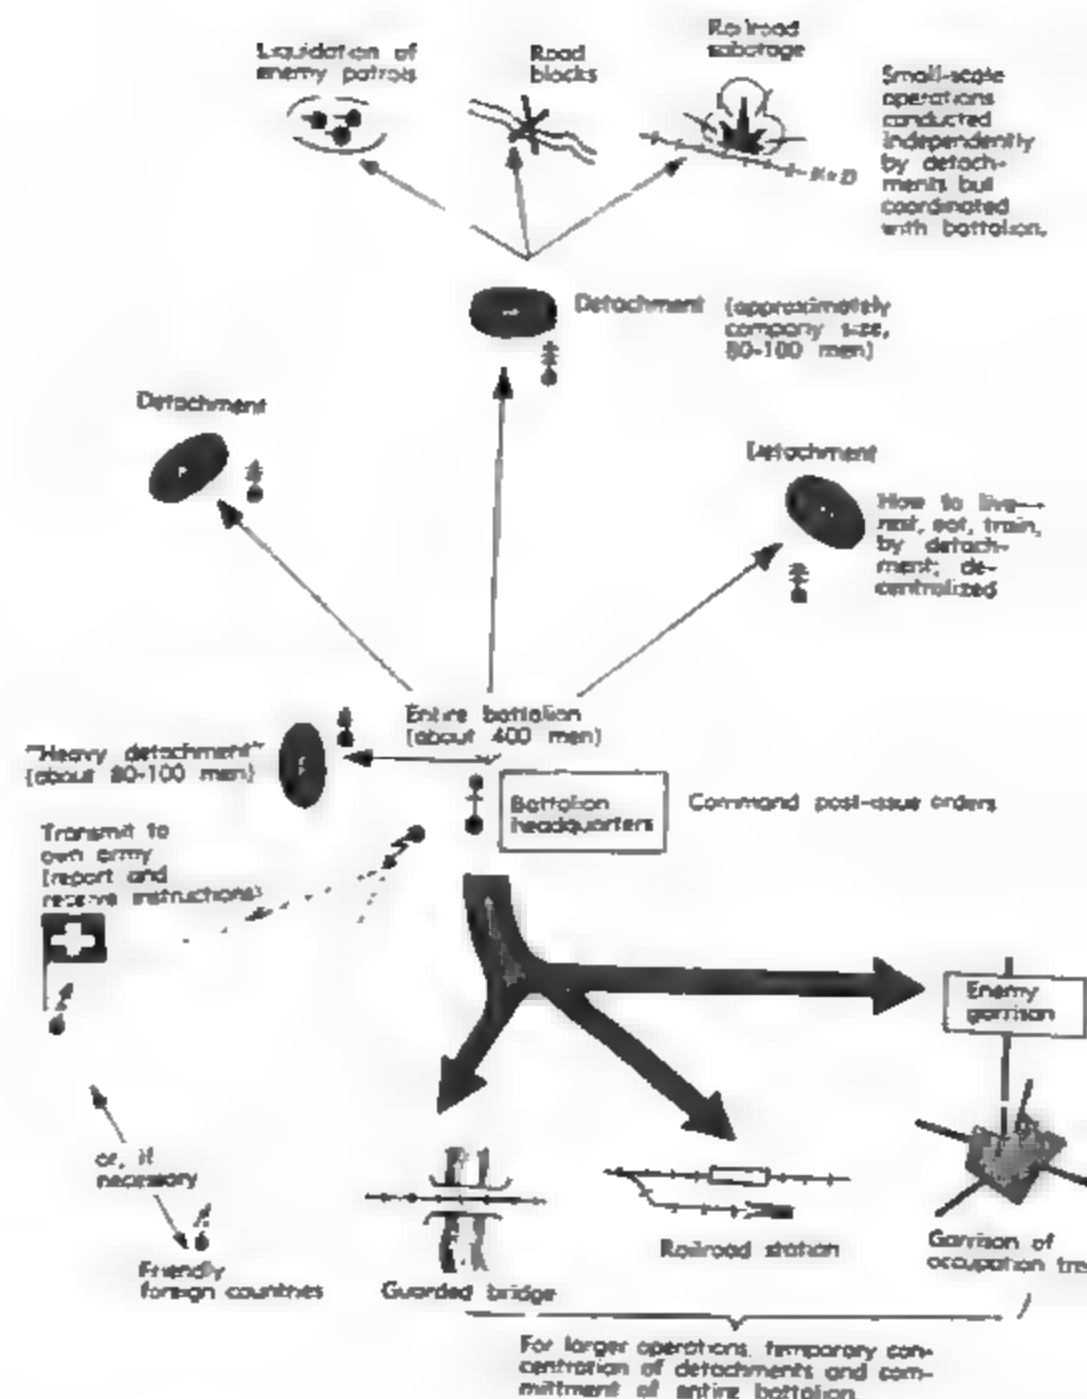 Liquidation of
enemy patrols
Road
blocks
Railroad
sabotage
Small-scale
operations
conducted
independently
by detach-
ments but
coordinated
with battalion.
Detachment (approximately
company size,
80-100 men)
Detachment
Detachment
How to live—
rest, eat, train,
by detach-
ment; de-
centralized
Entire battalion
(about 400 men)
"Heavy detachment"
(about 80-100 men)
Battalion
headquarters
Command post-issue orders
Transmit to
own army
(report and
receive instructions)
Enemy
garrison
or, if
necessary
Friendly
foreign countries
Guarded bridge
Railroad station
Garrison of
occupation
For larger operations, temporary con-
centration of detachments and com-
mittment of entire battalion